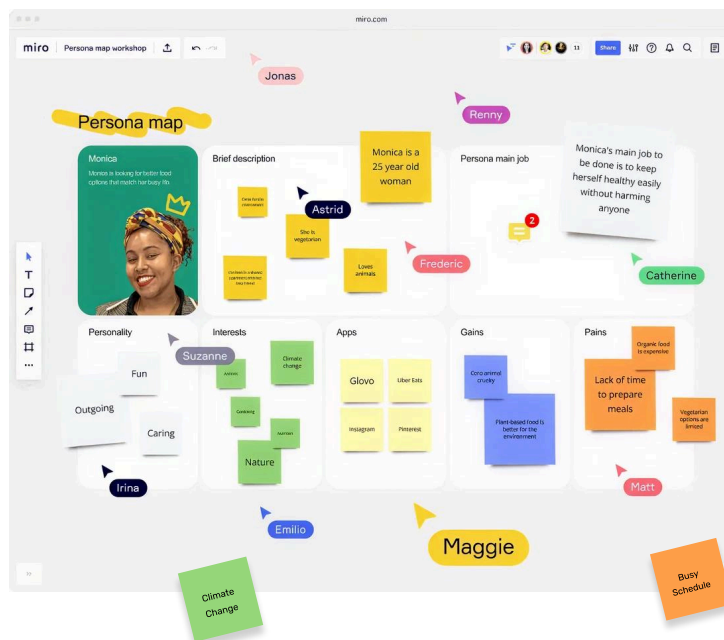 miro.com
miro
Persona map workshop
11
Share
Jonas
Renny
Persona map
Monica
Monica is looking for better food
options that match her busy life
Brief description
Monica is a
25 year old
woman
Astrid
She is
vegetarian
Loves
animals
Frederic
Persona main job
2
Monica's main job to
be done is to keep
herself healthy easily
without harming
anyone
Catherine
Personality
Suzanne
Fun
Outgoing
Caring
Irina
Interests
Climate
change
Nature
Emilio
Apps
Glovo
Uber Eats
Instagram
Pinterest
Maggie
Gains
Plant-based food is
better for the
environment
Pains
Organic food
is expensive
Lack of time
to prepare
meals
Vegetarian
options are
limited
Matt
Climate
Change
Busy
Schedule